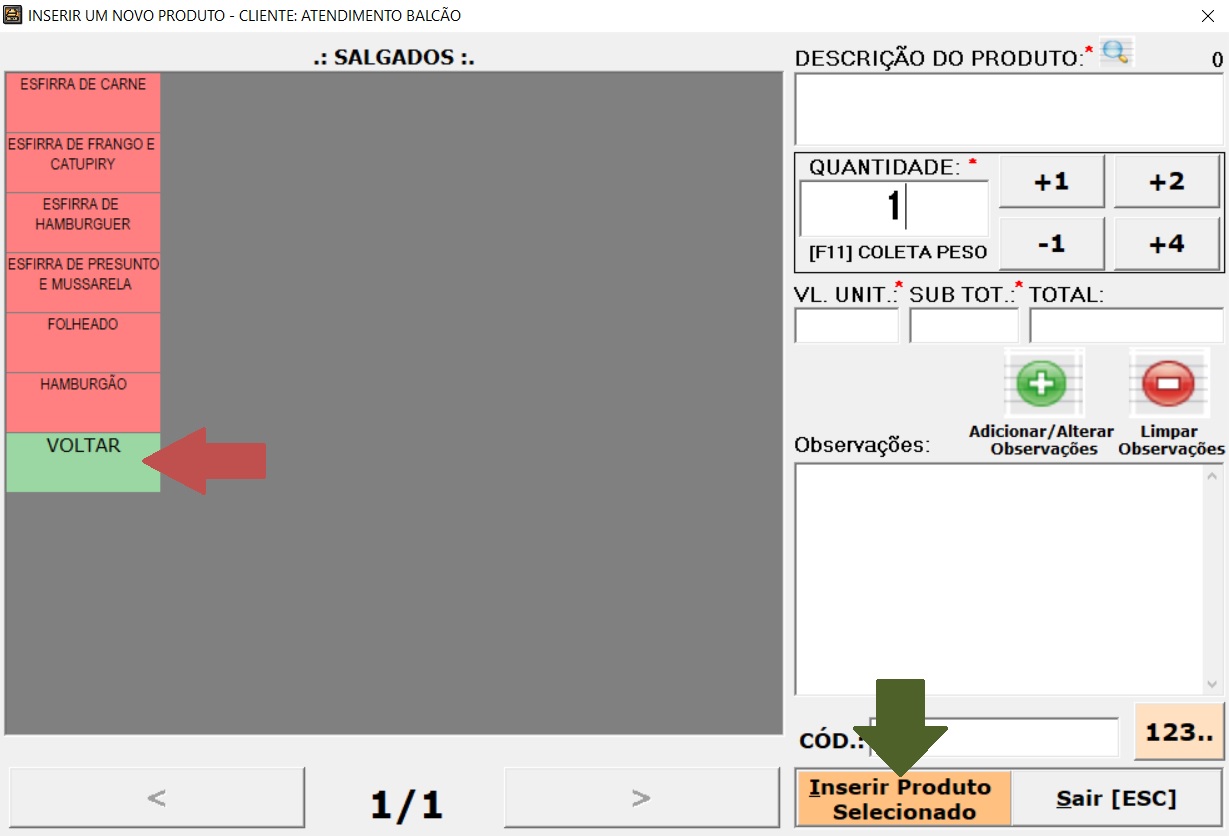 INSERIR UM NOVO PRODUTO - CLIENTE: ATENDIMENTO BALCÃO
.: SALGADOS :.
ESFIRRA DE CARNE
ESFIRRA DE FRANGO E
CATUPIRY
ESFIRRA DE
HAMBURGUER
ESFIRRA DE PRESUNTO
E MUSSARELA
FOLHEADO
HAMBURGÃO
VOLTAR
<
1/1
>
DESCRIÇÃO DO PRODUTO:*
0
QUANTIDADE: *
1
[F11] COLETA PESO
+1
+2
-1
+4
VL. UNIT.:* SUB TOT.:* TOTAL:
Adicionar/Alterar
Observações
Limpar
Observações
Observações:
CÓD.:
123..
Inserir Produto
Selecionado
Sair [ESC]